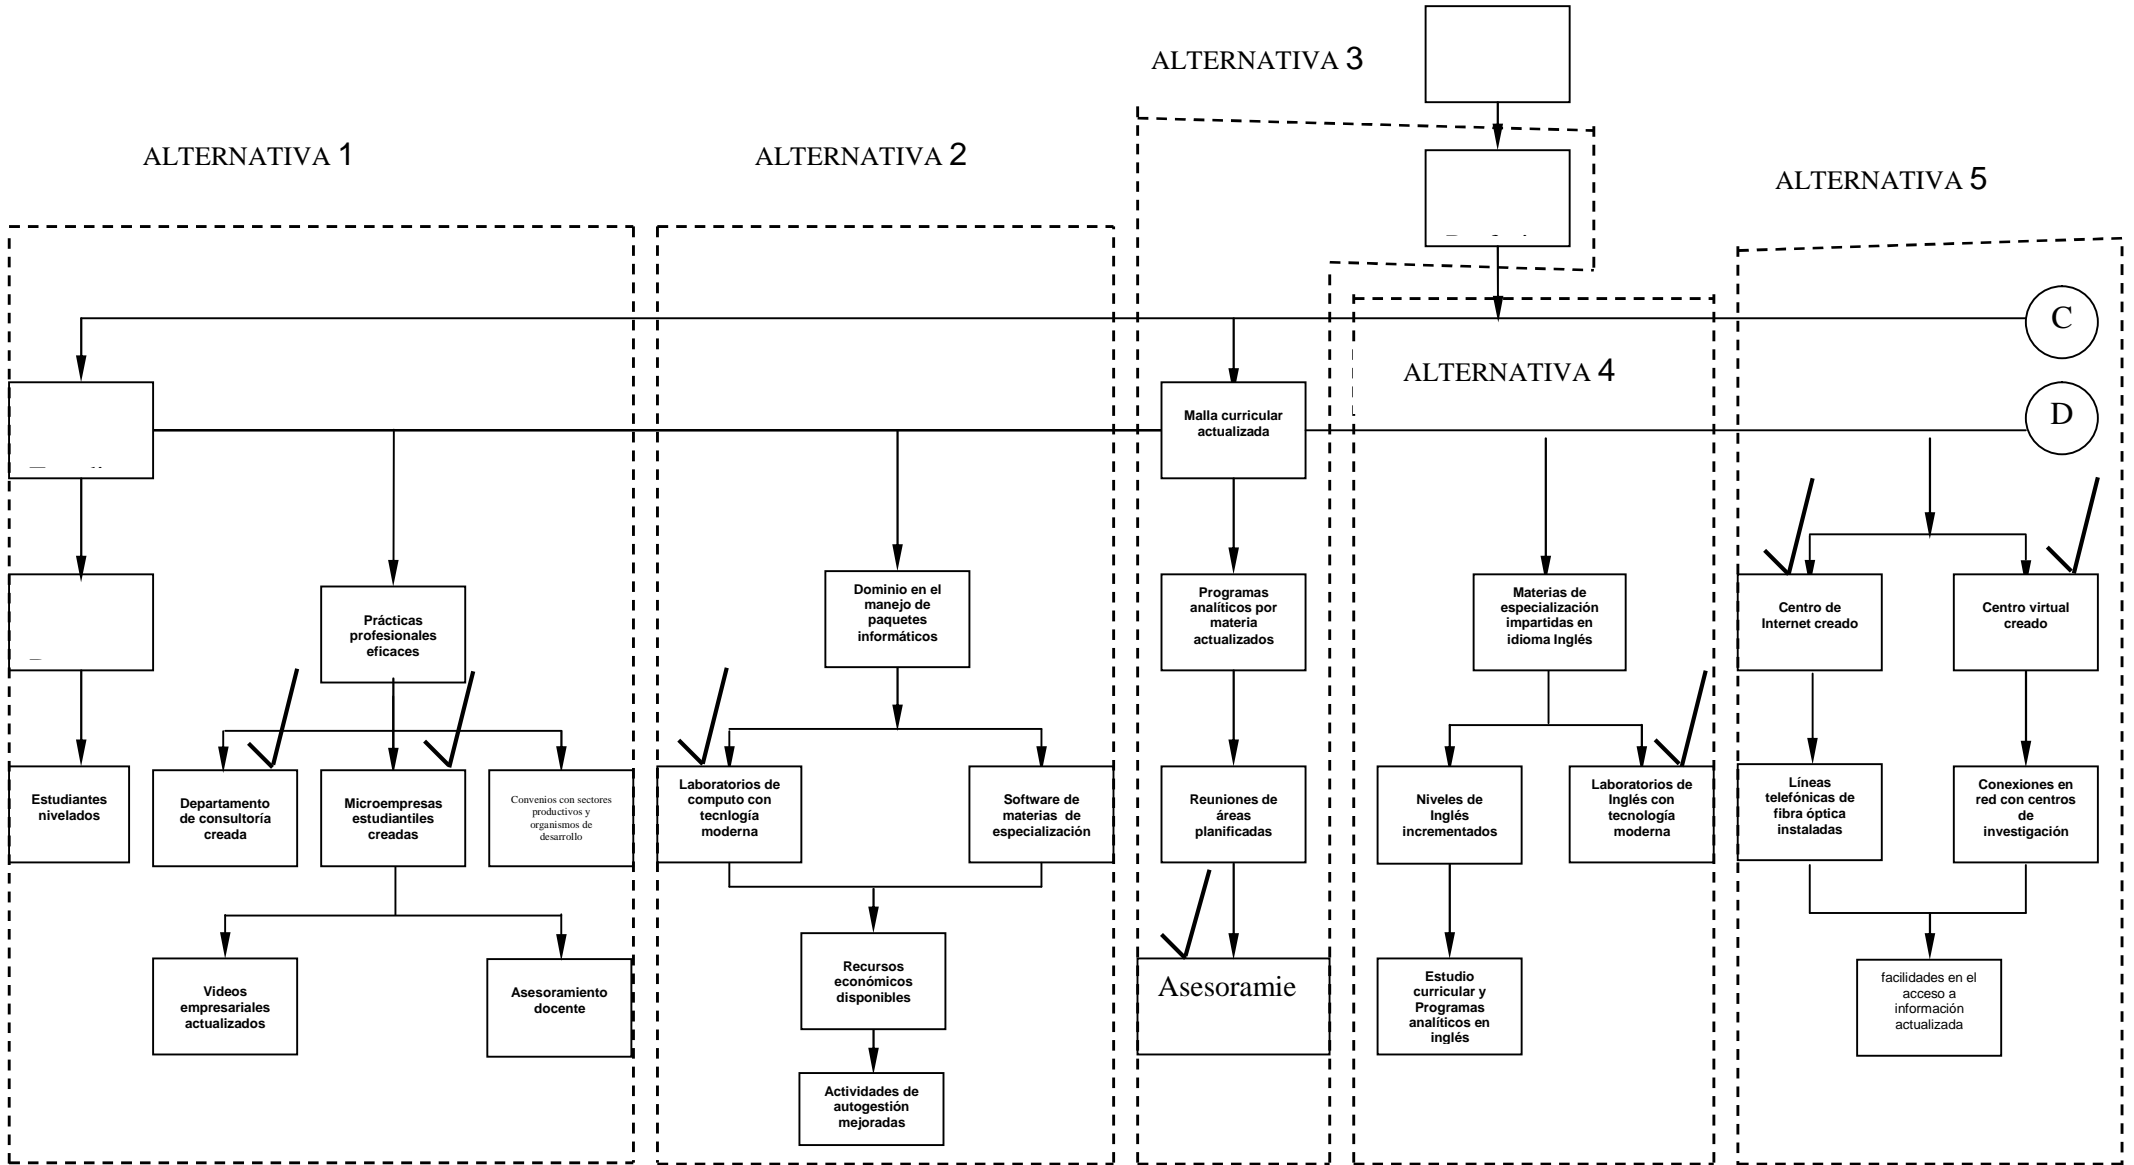 ALTERNATIVA 3
ALTERNATIVA 1
ALTERNATIVA 2
ALTERNATIVA 5
C
ALTERNATIVA 4
D
Malla curricular
actualizada
Prácticas
profesionales
eficaces
Dominio en el
manejo de
paquetes
informáticos
Programas
analíticos por
materia
actualizados
Materias de
especialización
impartidas en
idioma Inglés
Centro de
Internet creado
Centro virtual
creado
Estudiantes
nivelados
Departamento
de consultoría
creada
Microempresas
estudiantiles
creadas
Convenios con sectores
productivos y
organismos de
desarrollo
Laboratorios de
computo con
tecnlogía
moderna
Software de
materias de
especialización
Reuniones de
áreas
planificadas
Niveles de
Inglés
incrementados
Laboratorios de
Inglés con
tecnología
moderna
Líneas
telefónicas de
fibra óptica
instaladas
Conexiones en
red con centros
de
investigación
Videos
empresariales
actualizados
Asesoramiento
docente
Recursos
económicos
disponibles
Asesoramie
Estudio
curricular y
Programas
analíticos en
inglés
facilidades en el
acceso a
información
actualizada
Actividades de
autogestión
mejoradas